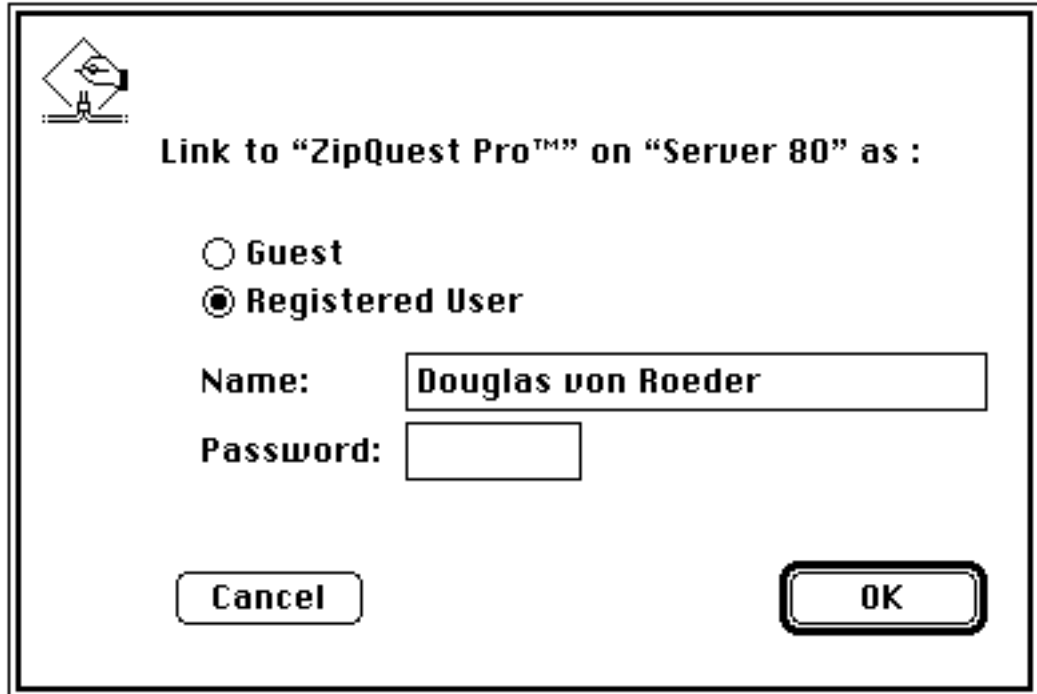 Link to “ZipQuest Pro™” on “Server 80” as :
Guest
Registered User
Name: Douglas von Roeder
Password:
Cancel OK